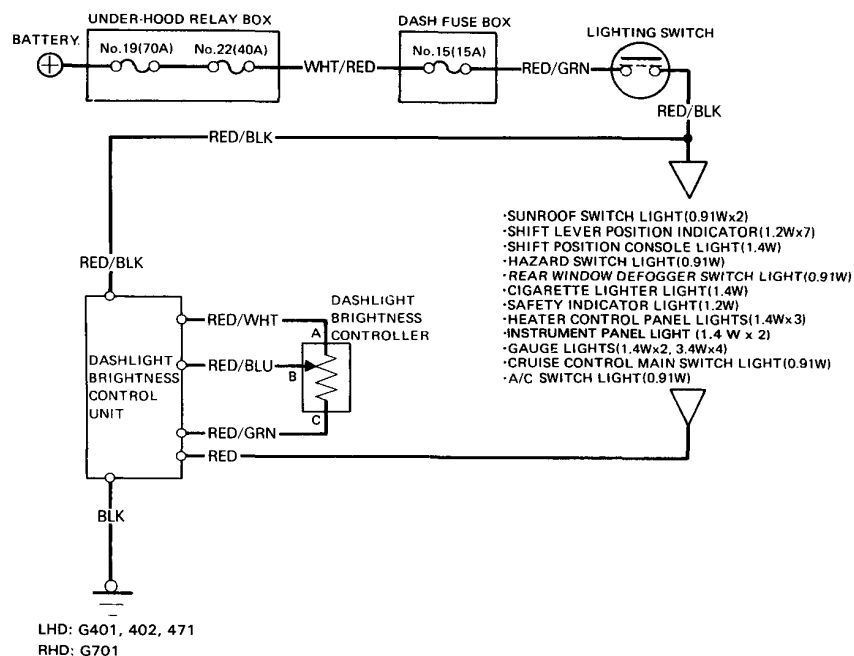 UNDER-HOOD RELAY BOX
DASH FUSE BOX
LIGHTING SWITCH
BATTERY.
No.19(70A)
No.22(40A)
No.15(15A)
WHT/RED
RED/GRN
RED/BLK
RED/BLK
RED/BLK
·SUNROOF SWITCH LIGHT(0.91Wx2)
·SHIFT LEVER POSITION INDICATOR(1.2Wx7)
·SHIFT POSITION CONSOLE LIGHT(1.4W)
·HAZARD SWITCH LIGHT(0.91W)
·REAR WINDOW DEFOGGER SWITCH LIGHT(0.91W)
·CIGARETTE LIGHTER LIGHT(1.4W)
·SAFETY INDICATOR LIGHT(1.2W)
·HEATER CONTROL PANEL LIGHTS(1.4Wx3)
·INSTRUMENT PANEL LIGHT (1.4 W x 2)
·GAUGE LIGHTS(1.4Wx2, 3.4Wx4)
·CRUISE CONTROL MAIN SWITCH LIGHT(0.91W)
·A/C SWITCH LIGHT(0.91W)
DASHLIGHT
BRIGHTNESS
CONTROLLER
RED/WHT
A
DASHLIGHT
BRIGHTNESS
CONTROL
UNIT
RED/BLU
B
C
RED/GRN
RED
BLK
LHD: G401, 402, 471
RHD: G701